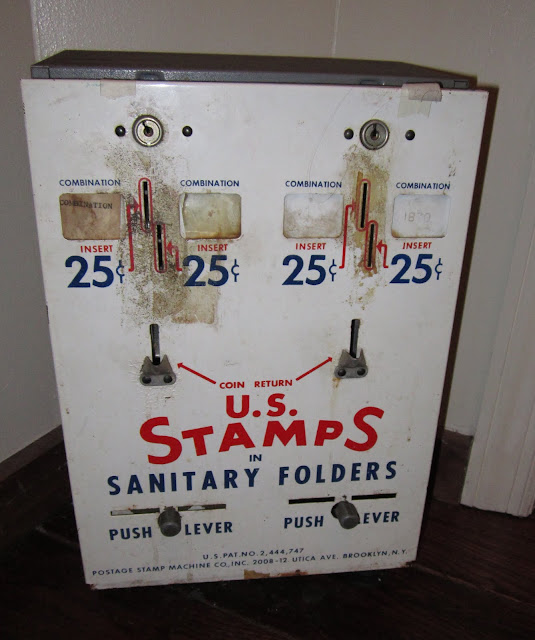 COMBINATION COMBINATION COMBINATION COMBINATION
COMBINATION
INSERT INSERT INSERT INSERT
25¢ 25¢ 25¢ 25¢
COIN RETURN
U.S.
STAMPS
IN
SANITARY FOLDERS
PUSH LEVER PUSH LEVER
U.S. PAT. NO. 2,444,747
POSTAGE STAMP MACHINE CO., INC. 2008-12 UTICA AVE. BROOKLYN, N.Y.